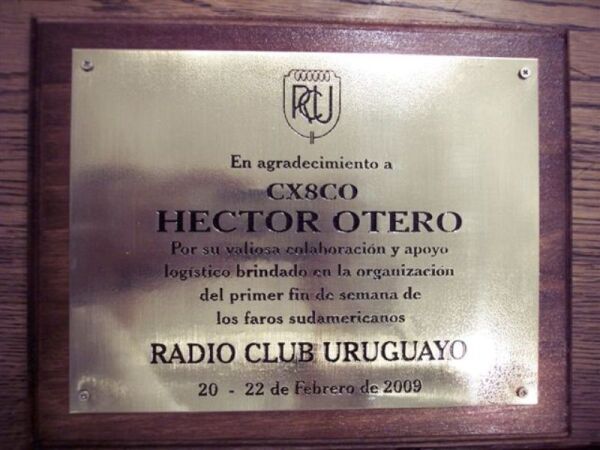 RCU
En agradecimiento a
CX8CO
HECTOR OTERO
Por su valiosa colaboración y apoyo
logístico brindado en la organización
del primer fin de semana de
los faros sudamericanos
RADIO CLUB URUGUAYO
20 - 22 de Febrero de 2009